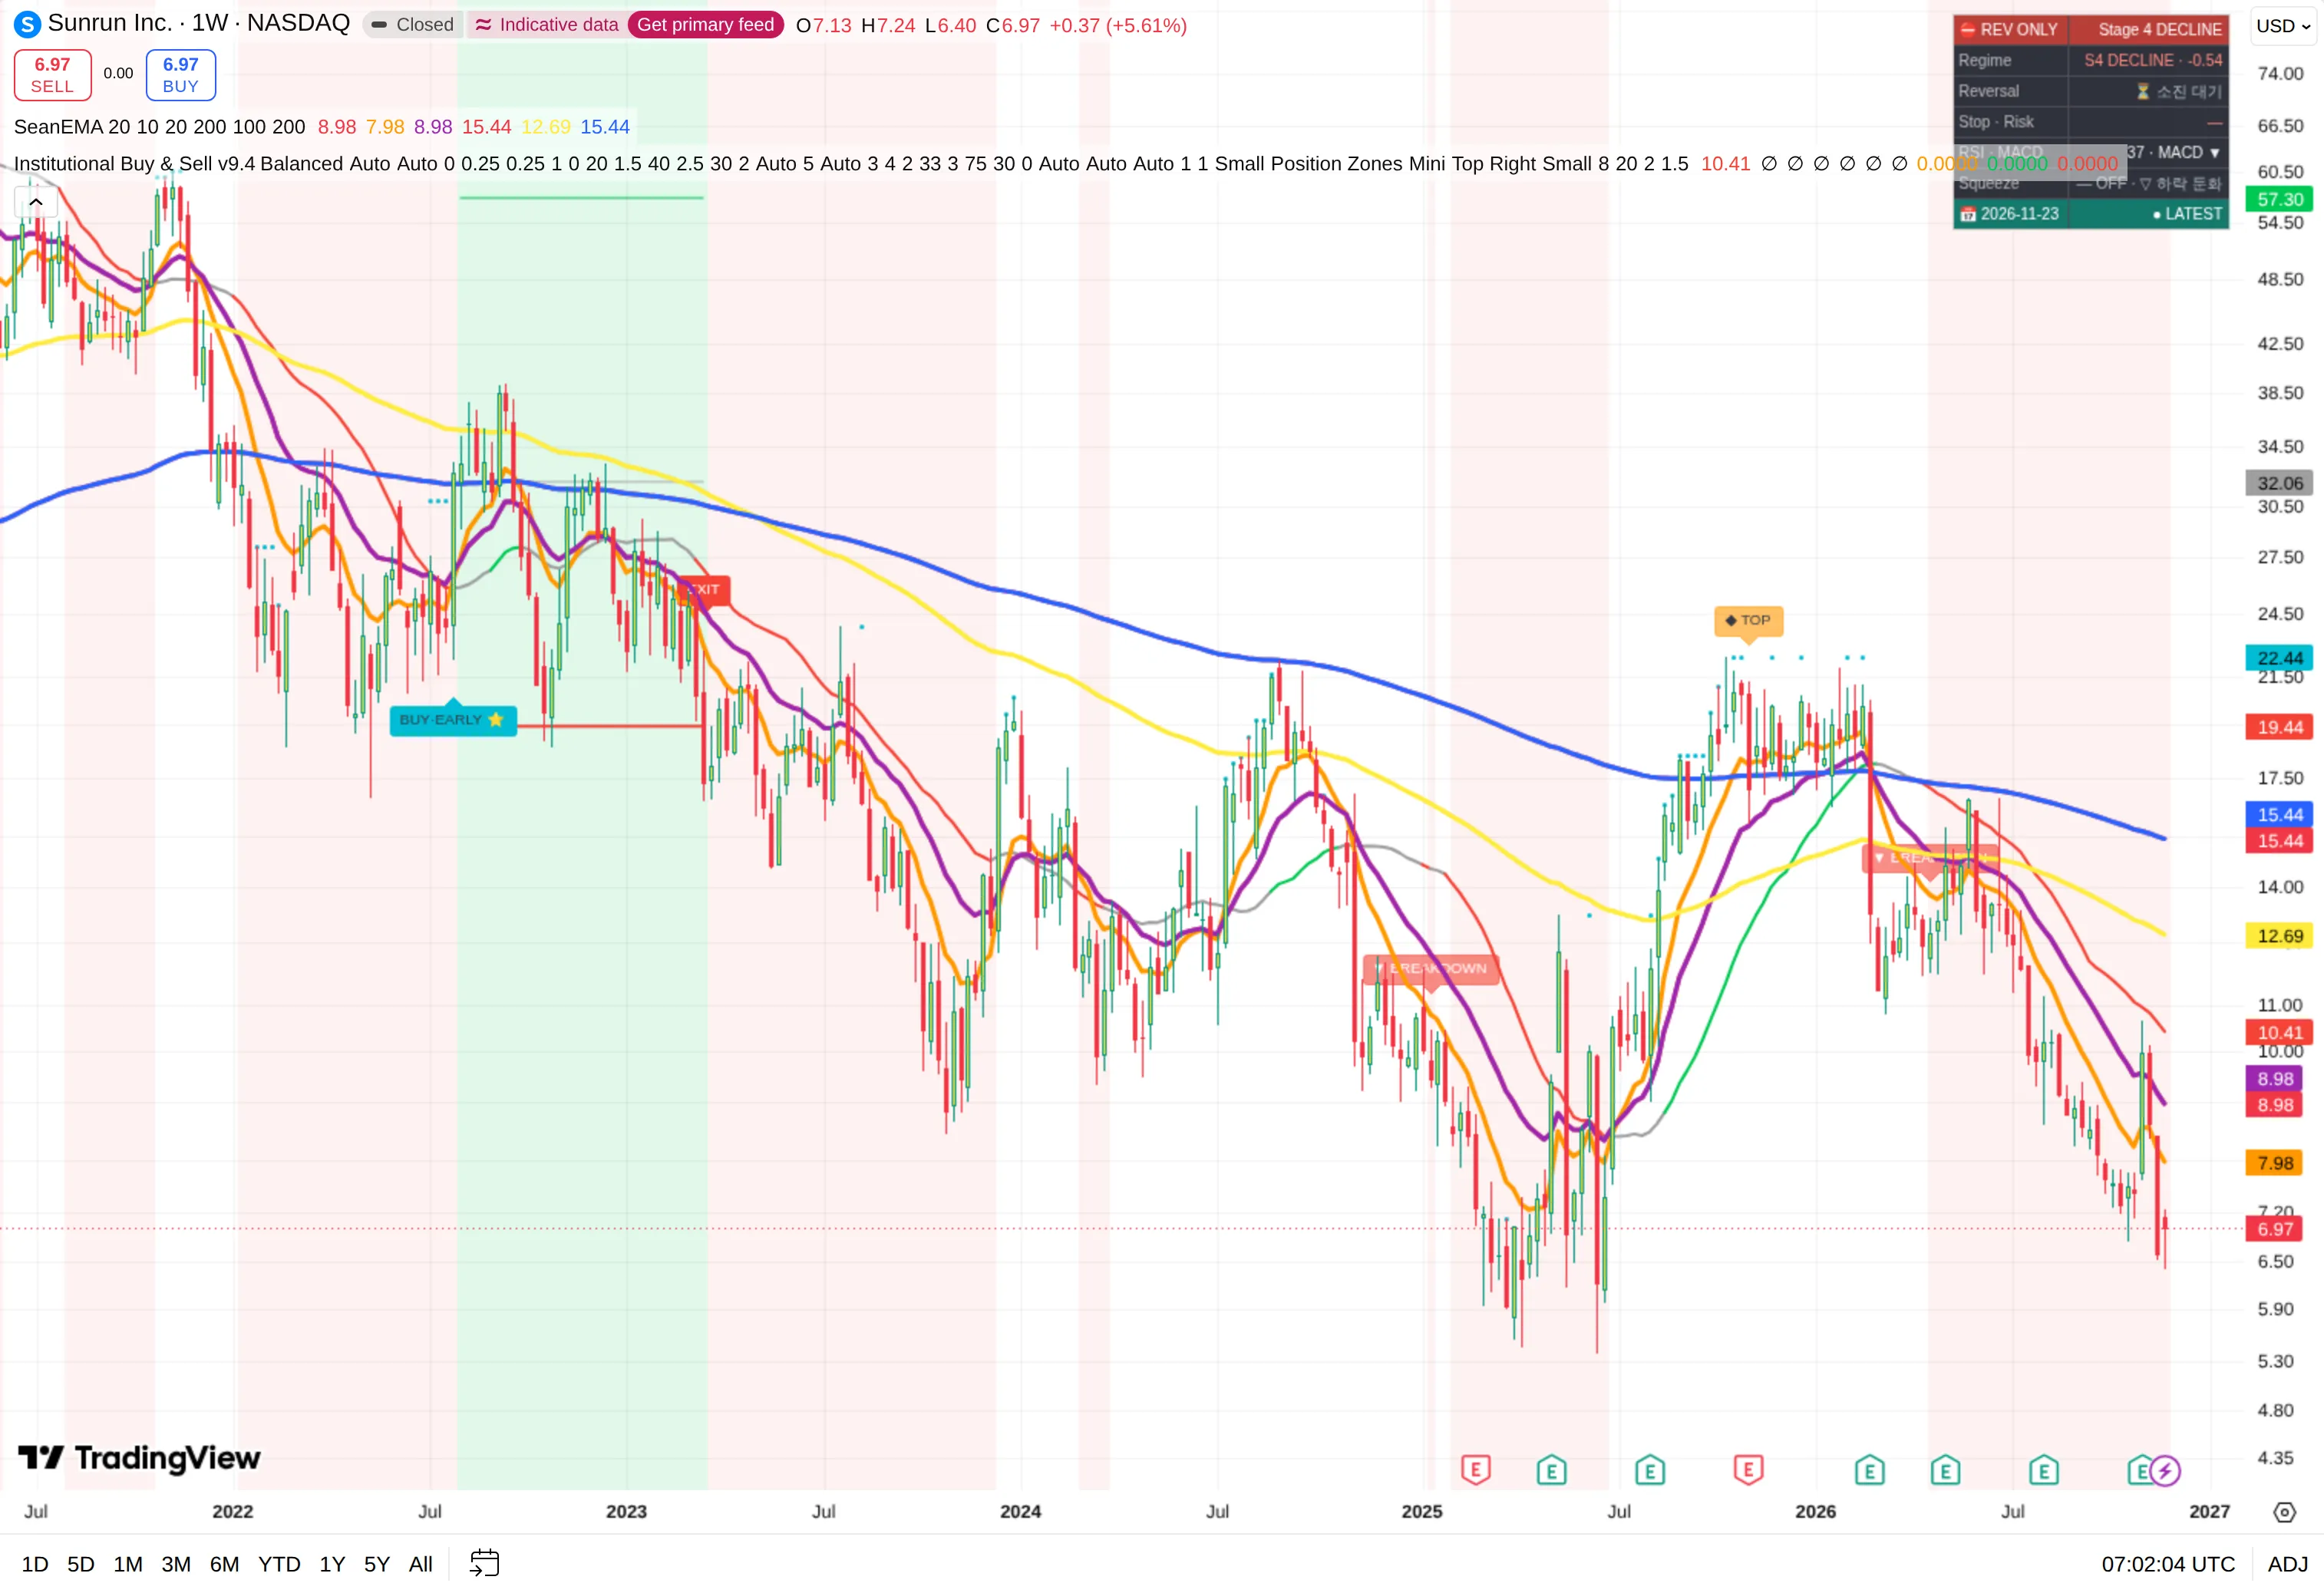 Sunrun Inc. · 1W · NASDAQ Closed Indicative data Get primary feed O7.13 H7.24 L6.40 C6.97 +0.37 (+5.61%)
6.97
SELL
0.00
6.97
BUY
SeanEMA 20 10 20 200 100 200 8.98 7.98 8.98 15.44 12.69 15.44
Institutional Buy & Sell v9.4 Balanced Auto Auto 0 0.25 0.25 1 0 20 1.5 40 2.5 30 2 Auto 5 Auto 3 4 2 33 3 75 30 0 Auto Auto Auto 1 1 Small Position Zones Mini Top Right Small 8 20 2 1.5 10.41 ∅ ∅ ∅ ∅ ∅ ∅ 0.0000 0.0000 0.0000
⛔ REV ONLY Stage 4 DECLINE
Regime S4 DECLINE · -0.54
Reversal ⏳ 소진 대기
Stop · Risk —
RSI · MACD 37 · MACD ▼
Squeeze — OFF · ▽ 하락 둔화
📅 2026-11-23 ● LATEST
USD
74.00
66.50
60.50
57.30
54.50
48.50
42.50
38.50
34.50
32.06
30.50
27.50
24.50
22.44
21.50
19.44
17.50
15.44
15.44
14.00
12.69
11.00
10.41
10.00
8.98
8.98
7.98
7.20
6.97
6.50
5.90
5.30
4.80
4.35
EXIT
BUY·EARLY ⭐
◆ TOP
▼ BREAKDOWN
E E E E E E E E
TradingView
Jul 2022 Jul 2023 Jul 2024 Jul 2025 Jul 2026 Jul 2027
1D 5D 1M 3M 6M YTD 1Y 5Y All
07:02:04 UTC ADJ